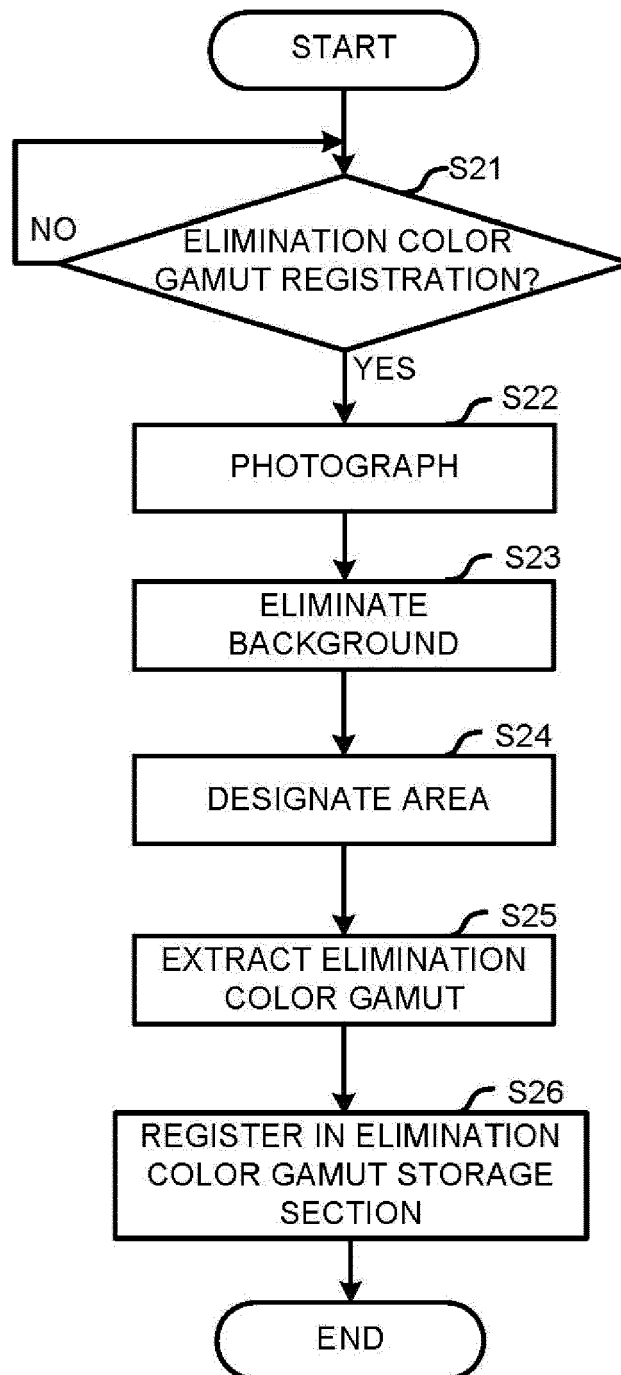 START
S21
NO
ELIMINATION COLOR
GAMUT REGISTRATION?
YES
S22
PHOTOGRAPH
S23
ELIMINATE
BACKGROUND
S24
DESIGNATE AREA
S25
EXTRACT ELIMINATION
COLOR GAMUT
S26
REGISTER IN ELIMINATION
COLOR GAMUT STORAGE
SECTION
END